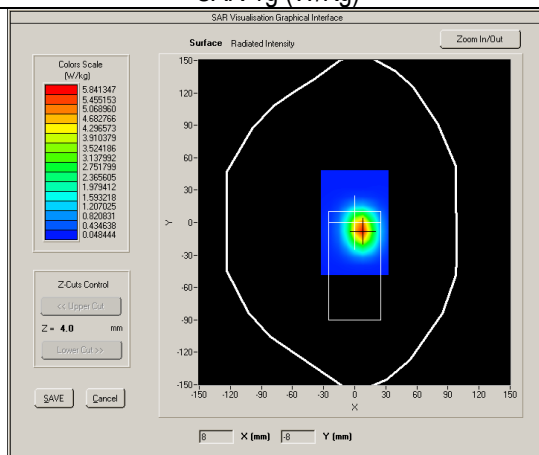 SAR 1g (W/Kg)
SAR Visualisation Graphical Interface
Surface Radiated Intensity
Zoom In/Out
Colors Scale
(W/kg)
5.841347
5.455153
5.068960
4.682766
4.296573
3.910379
3.524186
3.137992
2.751799
2.365605
1.979412
1.593218
1.207025
0.820831
0.434638
0.048444
150-
120-
90-
60-
30-
0-
-30-
-60-
-90-
-120-
-150-
Y
-150 -120 -90 -60 -30 0 30 60 90 120 150
X
Z-Cuts Control
<< Upper Cut
Z = 4.0 mm
Lower Cut >>
SAVE Cancel
8 X (mm) -8 Y (mm)